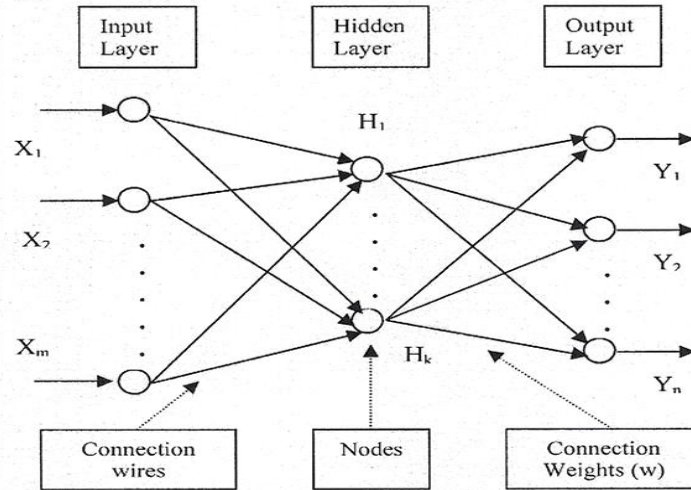 Input
Layer
Hidden
Layer
Output
Layer
X₁
H₁
Y₁
X₂
Y₂
Xₘ
Hₖ
Yₙ
Connection
wires
Nodes
Connection
Weights (w)